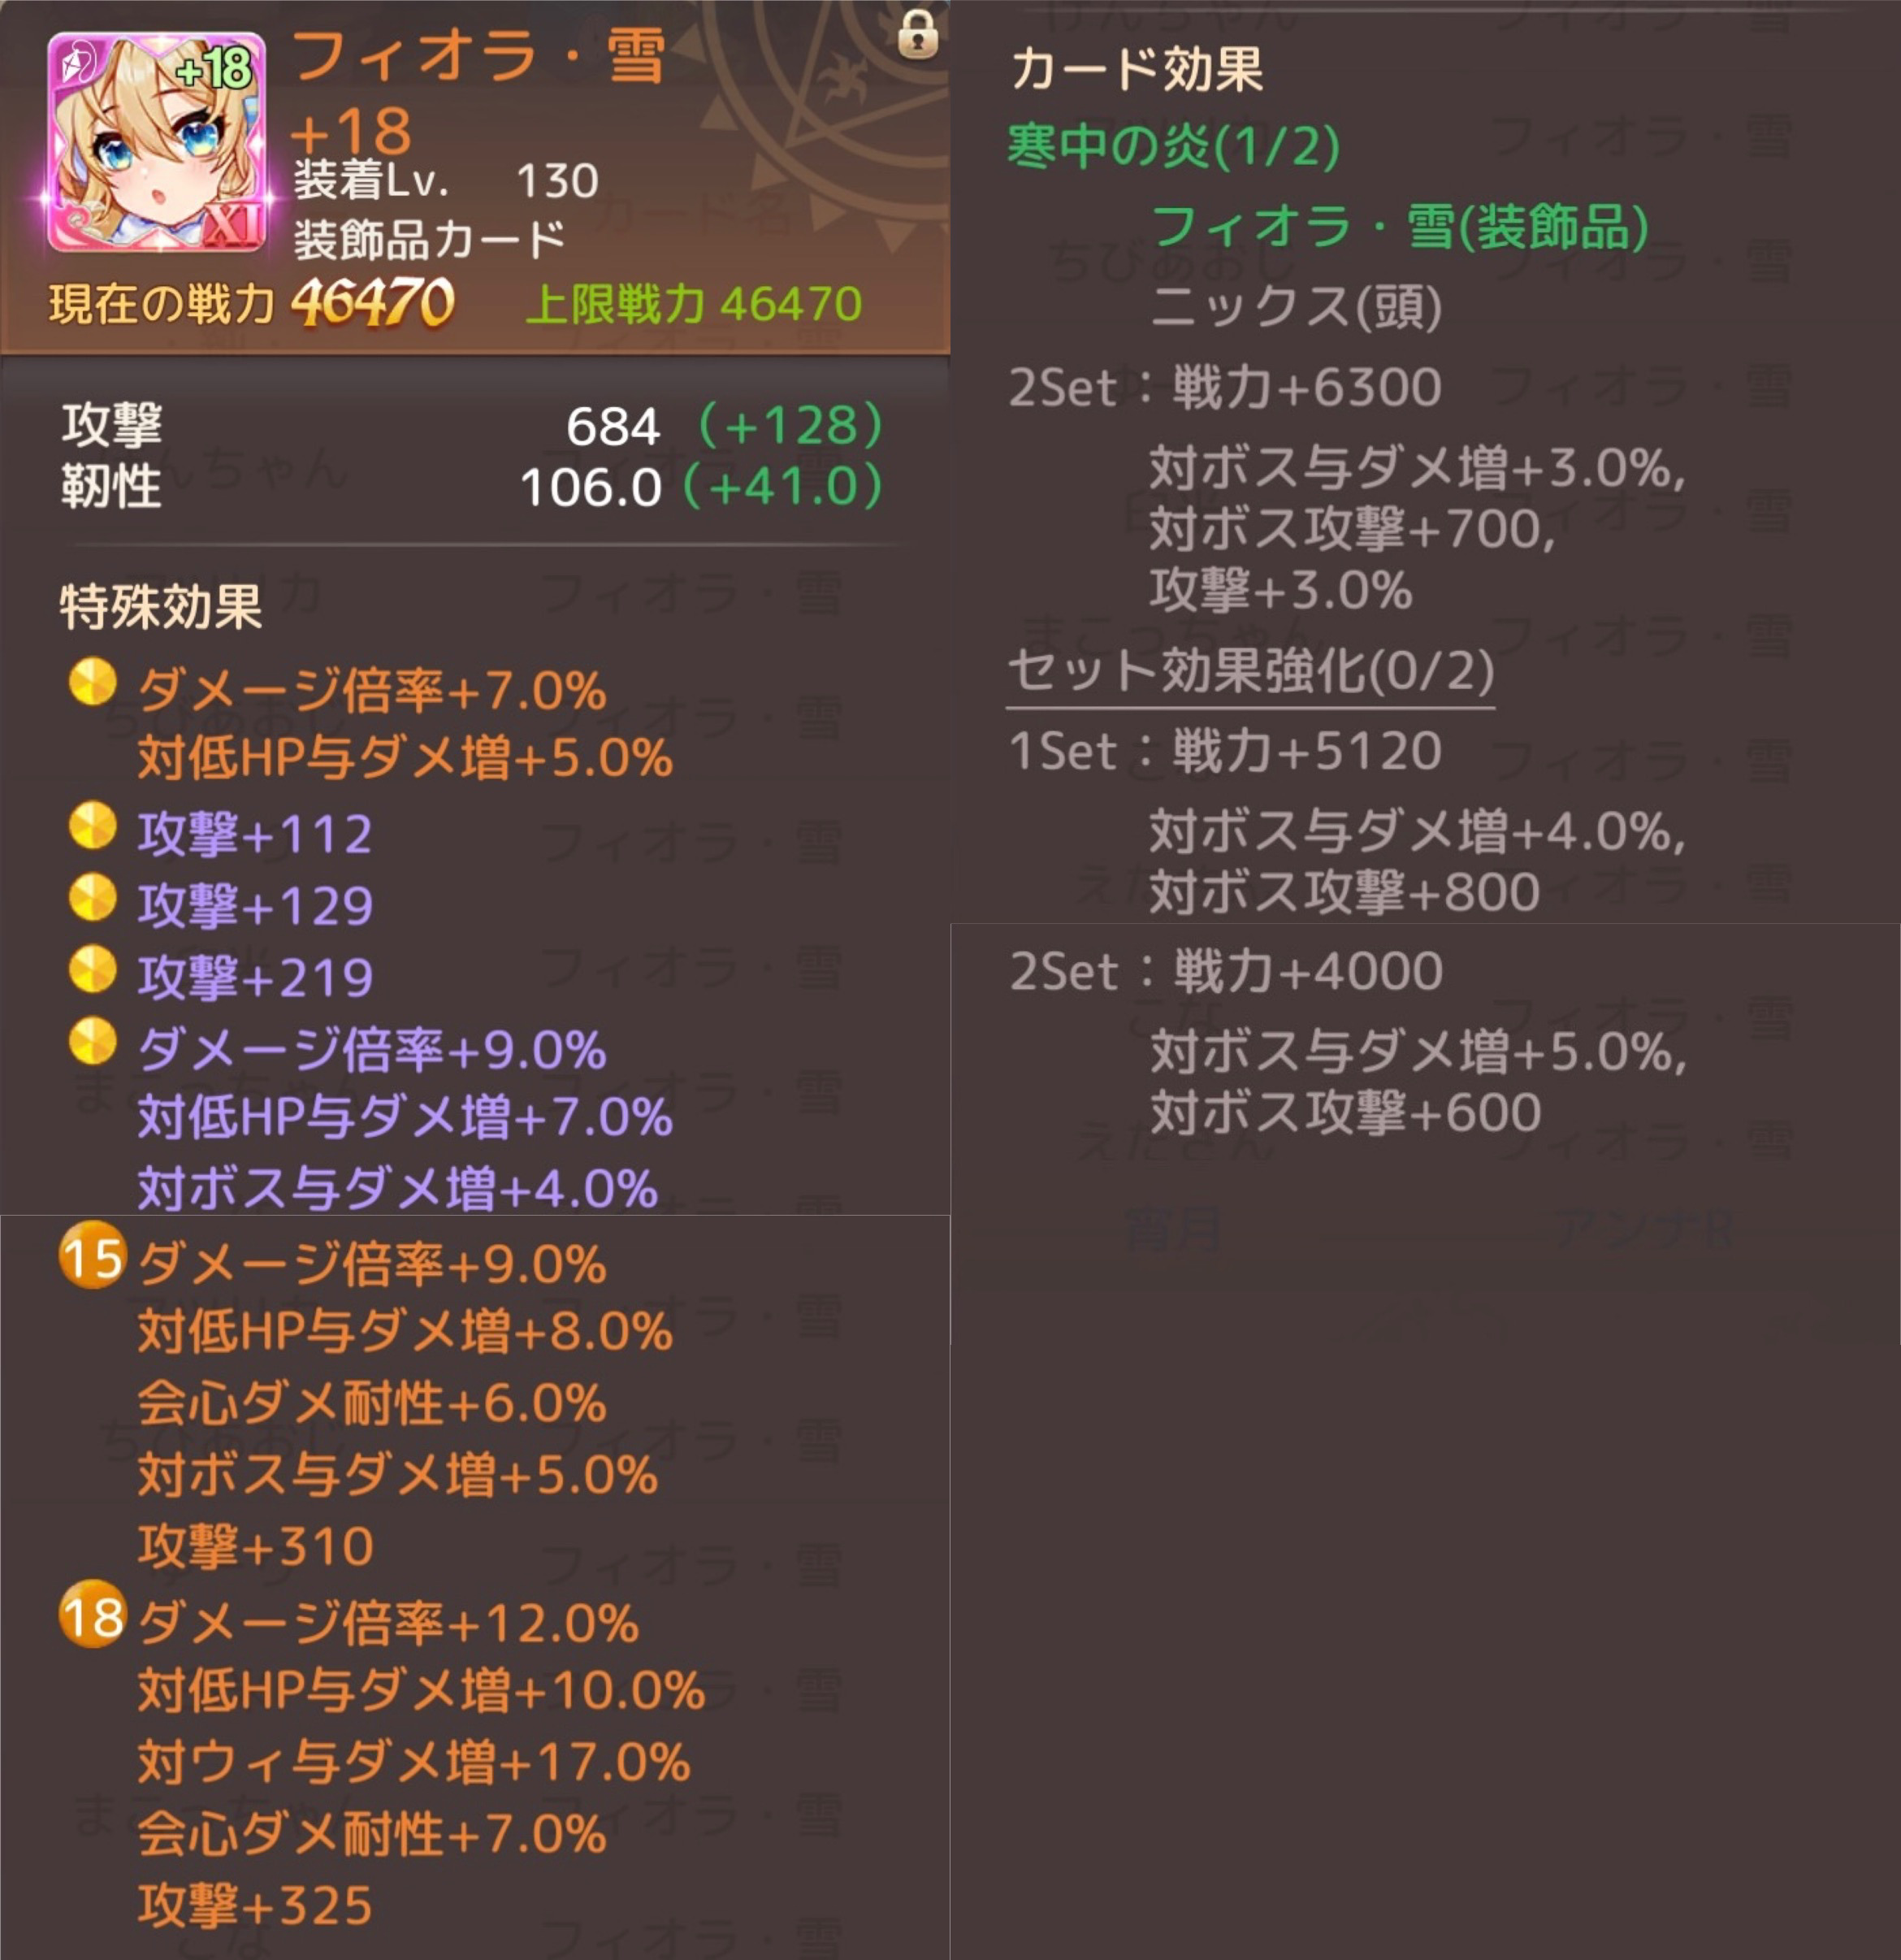 +18
XI
フィオラ・雪
+18
装着Lv. 130
装飾品カード
現在の戦力 46470 上限戦力 46470
攻撃 684 (+128)
靭性 106.0 (+41.0)
特殊効果
ダメージ倍率+7.0%
対低HP与ダメ増+5.0%
攻撃+112
攻撃+129
攻撃+219
ダメージ倍率+9.0%
対低HP与ダメ増+7.0%
対ボス与ダメ増+4.0%
15 ダメージ倍率+9.0%
対低HP与ダメ増+8.0%
会心ダメ耐性+6.0%
対ボス与ダメ増+5.0%
攻撃+310
18 ダメージ倍率+12.0%
対低HP与ダメ増+10.0%
対ウィ与ダメ増+17.0%
会心ダメ耐性+7.0%
攻撃+325
カード効果
寒中の炎(1/2)
フィオラ・雪(装飾品)
ニックス(頭)
2Set：戦力+6300
対ボス与ダメ増+3.0%,
対ボス攻撃+700,
攻撃+3.0%
セット効果強化(0/2)
1Set：戦力+5120
対ボス与ダメ増+4.0%,
対ボス攻撃+800
2Set：戦力+4000
対ボス与ダメ増+5.0%,
対ボス攻撃+600